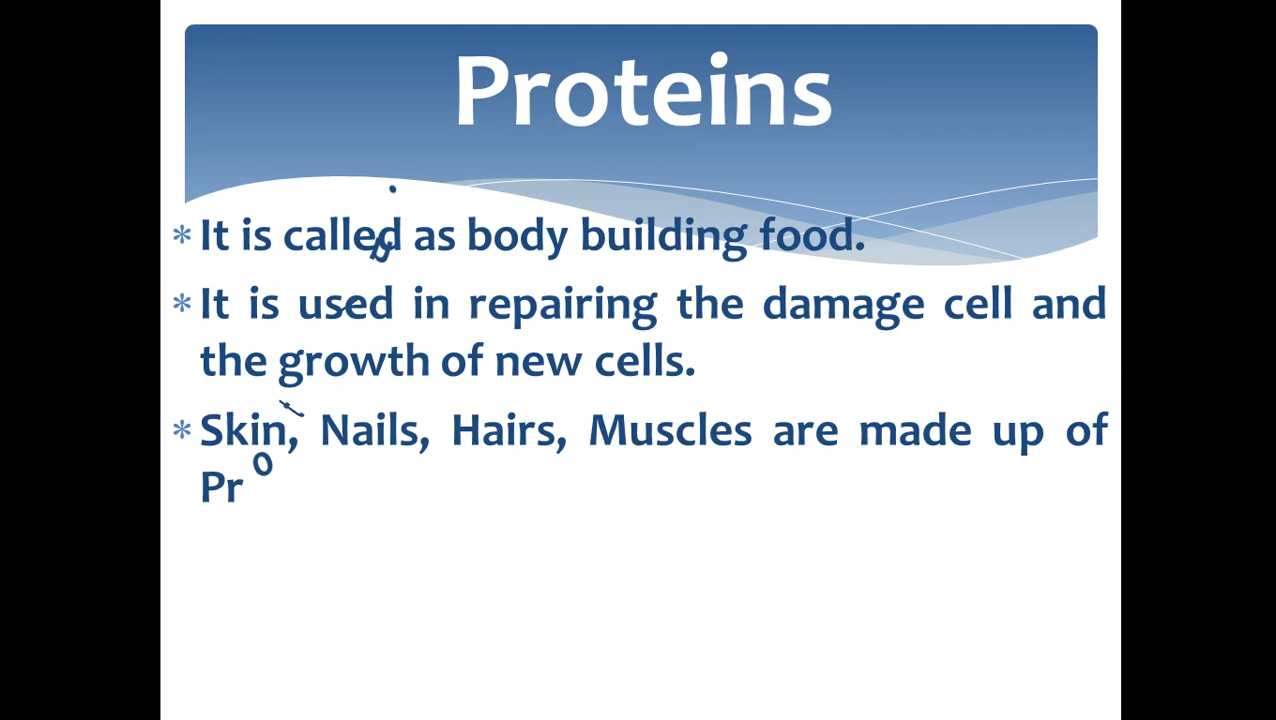 Proteins
It is called as body building food.
It is used in repairing the damage cell and
the growth of new cells.
Skin, Nails, Hairs, Muscles are made up of
Pro